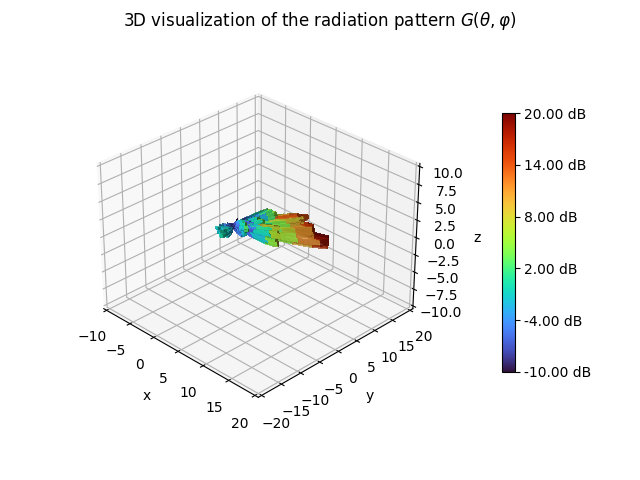 3D visualization of the radiation pattern G(θ, φ)
20.00 dB
14.00 dB
8.00 dB
2.00 dB
-4.00 dB
-10.00 dB
10.0
7.5
5.0
2.5
0.0
−2.5
−5.0
−7.5
−10.0
z
−10
−5
0
5
10
15
20
x
−20
−15
−10
−5
0
5
10
15
20
y